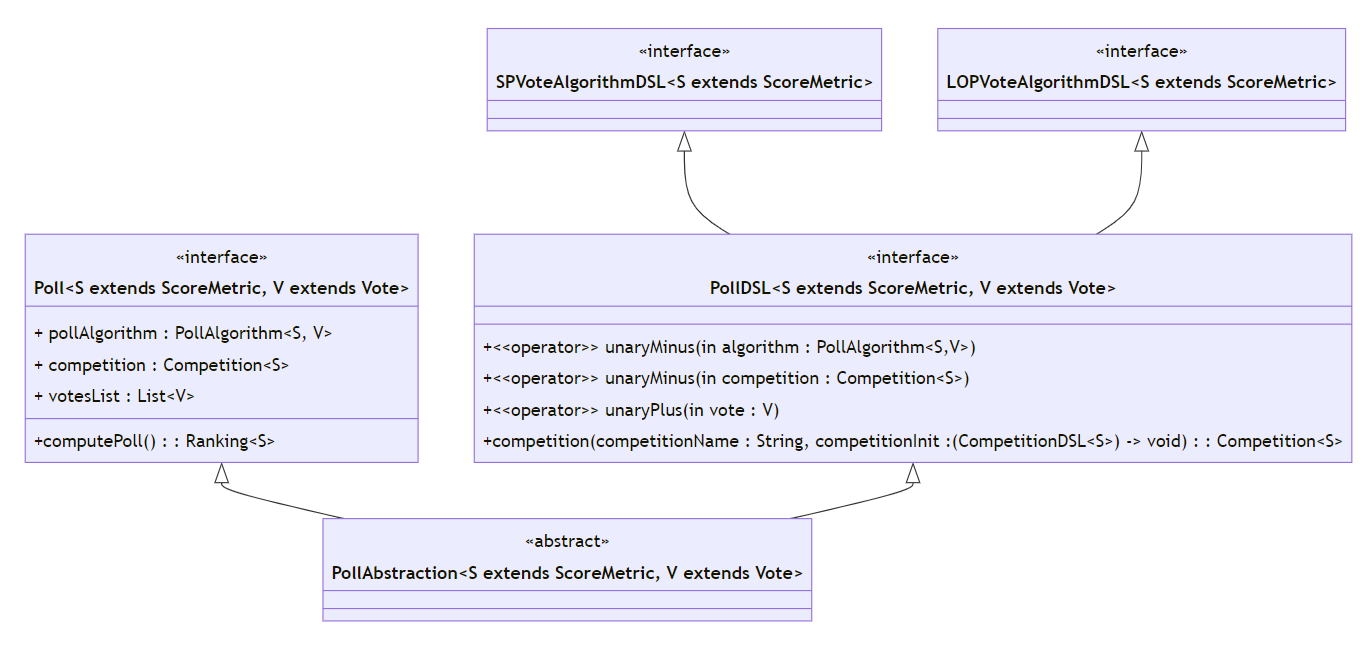 «interface»
SPVoteAlgorithmDSL<S extends ScoreMetric>
«interface»
LOPVoteAlgorithmDSL<S extends ScoreMetric>
«interface»
Poll<S extends ScoreMetric, V extends Vote>
+ pollAlgorithm : PollAlgorithm<S, V>
+ competition : Competition<S>
+ votesList : List<V>
+computePoll() : : Ranking<S>
«interface»
PollDSL<S extends ScoreMetric, V extends Vote>
+<<operator>> unaryMinus(in algorithm : PollAlgorithm<S,V>)
+<<operator>> unaryMinus(in competition : Competition<S>)
+<<operator>> unaryPlus(in vote : V)
+competition(competitionName : String, competitionInit :(CompetitionDSL<S>) -> void) : : Competition<S>
«abstract»
PollAbstraction<S extends ScoreMetric, V extends Vote>